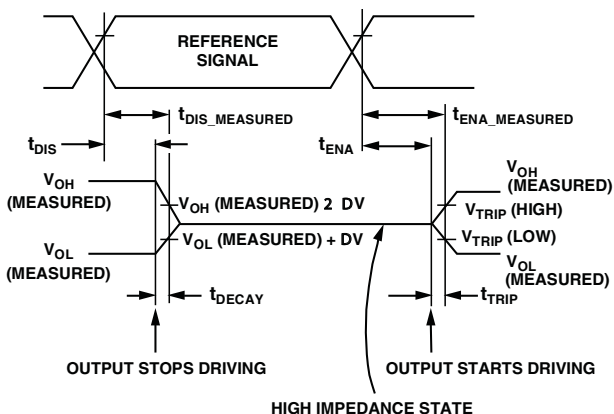 REFERENCE
SIGNAL
tDIS_MEASURED
tENA_MEASURED
tDIS
tENA
VOH
(MEASURED)
VOH (MEASURED) 2 DV
VOL (MEASURED) + DV
VOL
(MEASURED)
VOH
(MEASURED)
VTRIP (HIGH)
VTRIP (LOW)
VOL
(MEASURED)
tDECAY
tTRIP
OUTPUT STOPS DRIVING
OUTPUT STARTS DRIVING
HIGH IMPEDANCE STATE